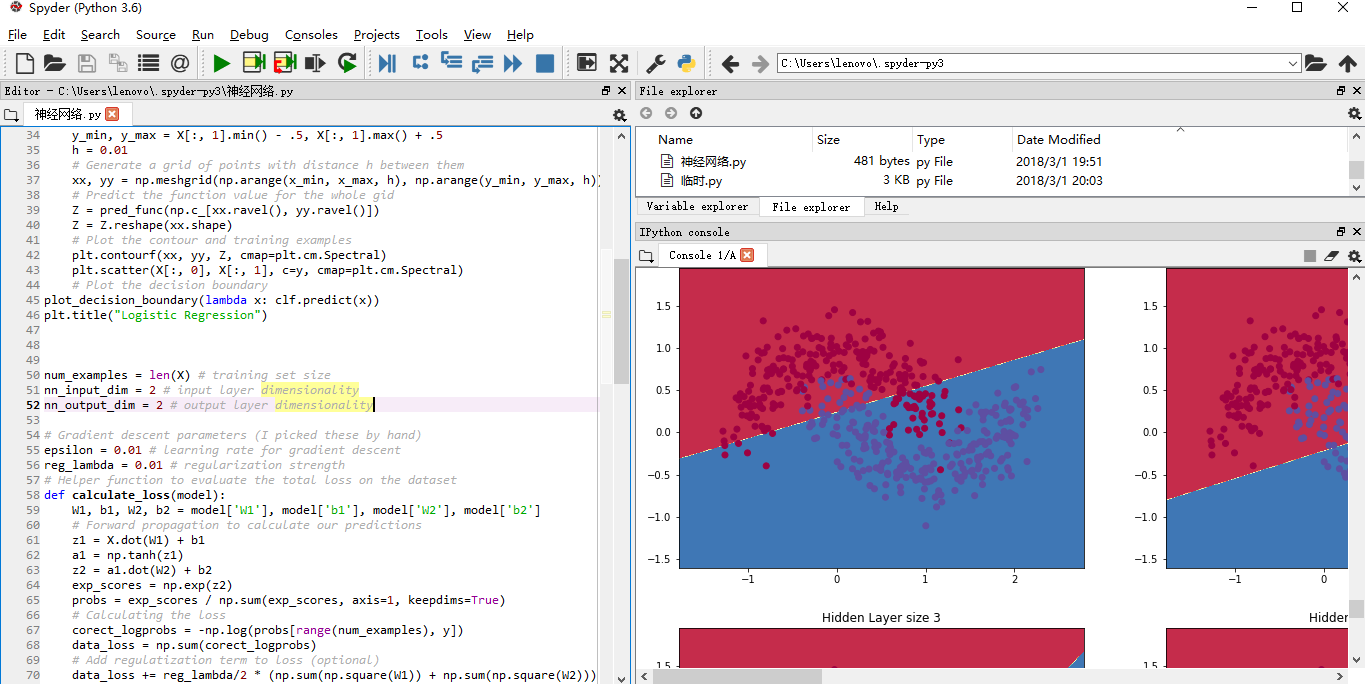 Spyder (Python 3.6)
File Edit Search Source Run Debug Consoles Projects Tools View Help
C:\Users\lenovo\.spyder-py3
Editor - C:\Users\lenovo\.spyder-py3\神经网络.py
神经网络.py
34 y_min, y_max = X[:, 1].min() - .5, X[:, 1].max() + .5
35 h = 0.01
36 # Generate a grid of points with distance h between them
37 xx, yy = np.meshgrid(np.arange(x_min, x_max, h), np.arange(y_min, y_max, h))
38 # Predict the function value for the whole gid
39 Z = pred_func(np.c_[xx.ravel(), yy.ravel()])
40 Z = Z.reshape(xx.shape)
41 # Plot the contour and training examples
42 plt.contourf(xx, yy, Z, cmap=plt.cm.Spectral)
43 plt.scatter(X[:, 0], X[:, 1], c=y, cmap=plt.cm.Spectral)
44 # Plot the decision boundary
45 plot_decision_boundary(lambda x: clf.predict(x))
46 plt.title("Logistic Regression")
47
48
49
50 num_examples = len(X) # training set size
51 nn_input_dim = 2 # input layer dimensionality
52 nn_output_dim = 2 # output layer dimensionality
53
54 # Gradient descent parameters (I picked these by hand)
55 epsilon = 0.01 # learning rate for gradient descent
56 reg_lambda = 0.01 # regularization strength
57 # Helper function to evaluate the total loss on the dataset
58 def calculate_loss(model):
59 W1, b1, W2, b2 = model['W1'], model['b1'], model['W2'], model['b2']
60 # Forward propagation to calculate our predictions
61 z1 = X.dot(W1) + b1
62 a1 = np.tanh(z1)
63 z2 = a1.dot(W2) + b2
64 exp_scores = np.exp(z2)
65 probs = exp_scores / np.sum(exp_scores, axis=1, keepdims=True)
66 # Calculating the loss
67 corect_logprobs = -np.log(probs[range(num_examples), y])
68 data_loss = np.sum(corect_logprobs)
69 # Add regulatization term to loss (optional)
70 data_loss += reg_lambda/2 * (np.sum(np.square(W1)) + np.sum(np.square(W2)))
File explorer
Name Size Type Date Modified
神经网络.py 481 bytes py File 2018/3/1 19:51
临时.py 3 KB py File 2018/3/1 20:03
Variable explorer File explorer Help
IPython console
Console 1/A
1.5 1.5
1.0 1.0
0.5 0.5
0.0 0.0
−0.5 −0.5
−1.0 −1.0
−1.5 −1.5
−1 0 1 2 −1 0
Hidden Layer size 3 Hidder
1.5 1.5